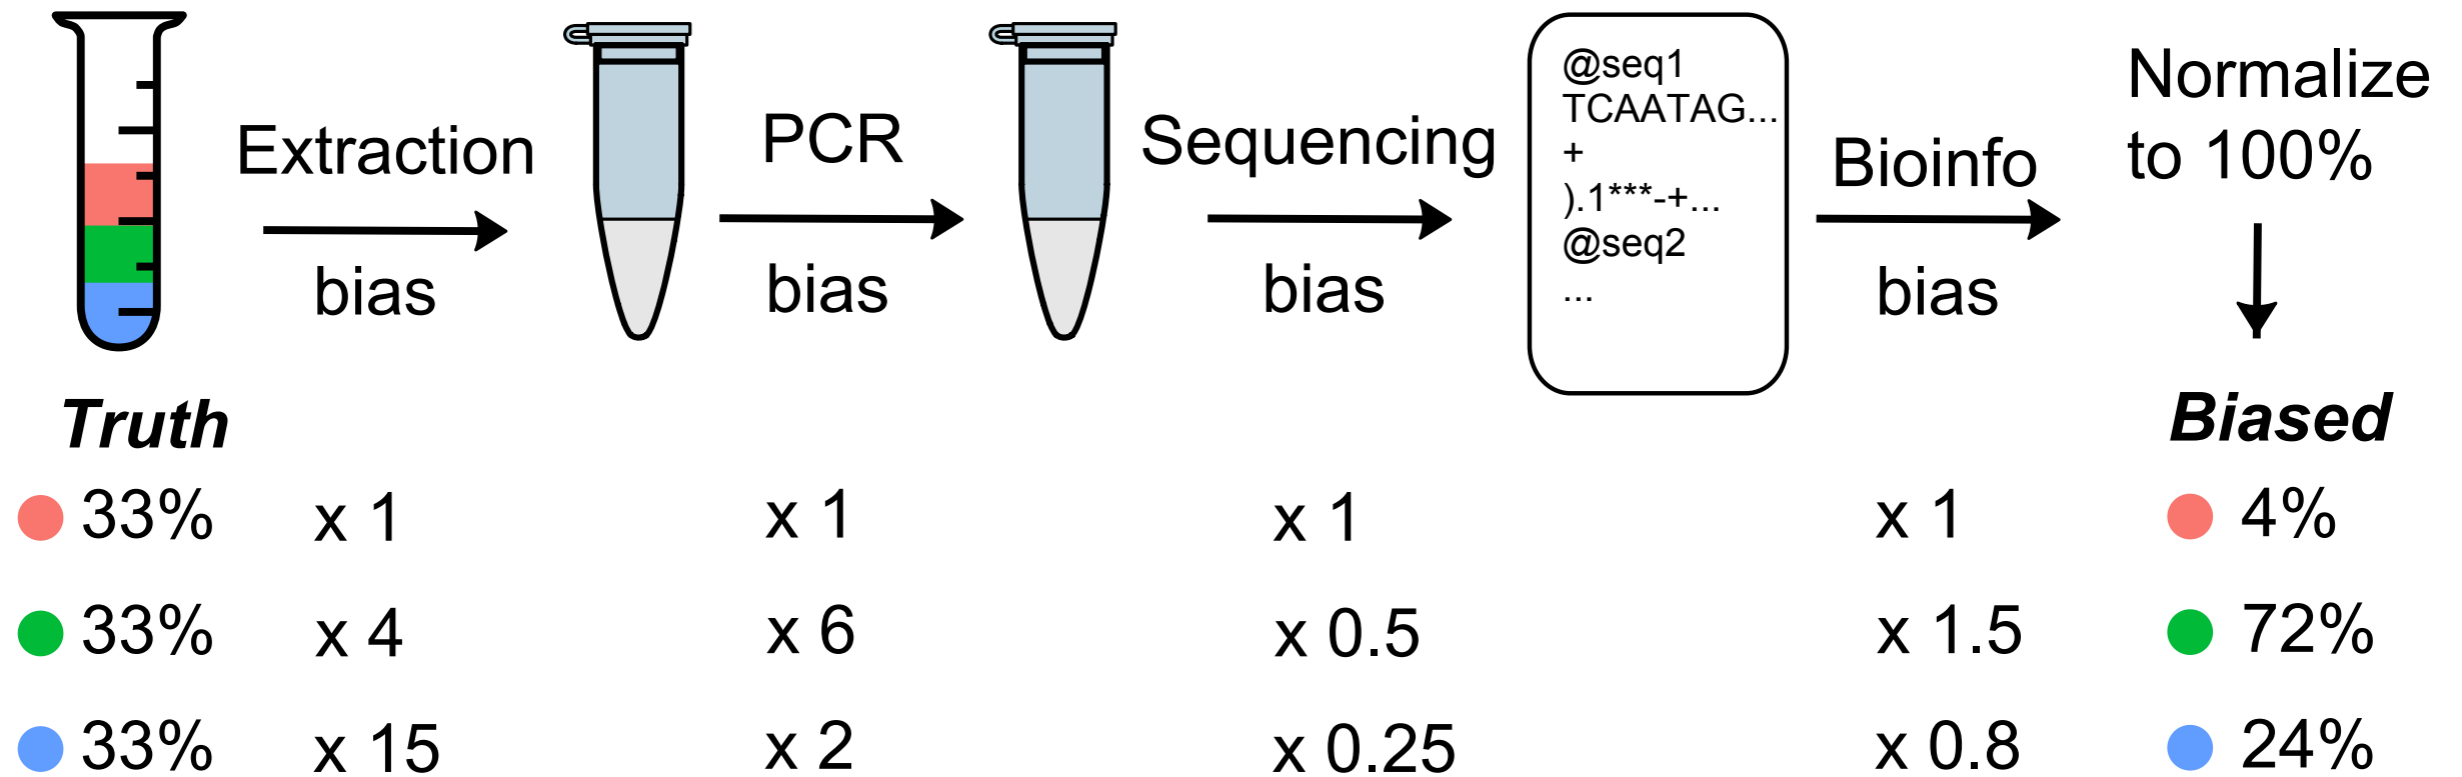 Extraction
bias
PCR
bias
Sequencing
bias
@seq1
TCAATAG...
+
).1***-+...
@seq2
...
Bioinfo
bias
Normalize
to 100%
Truth
Biased
33% x 1 x 1 x 1 x 1 4%
33% x 4 x 6 x 0.5 x 1.5 72%
33% x 15 x 2 x 0.25 x 0.8 24%